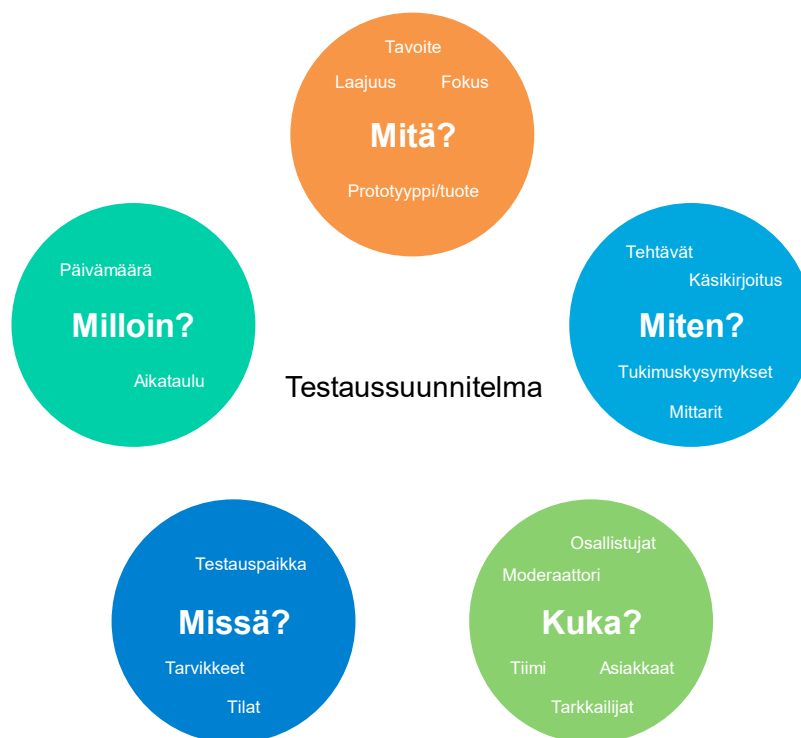 Tavoite
Laajuus Fokus
Mitä?
Prototyyppi/tuote
Päivämäärä
Milloin?
Aikataulu
Tehtävät
Käsikirjoitus
Miten?
Tukimuskysymykset
Mittarit
Testaussuunnitelma
Testauspaikka
Missä?
Tarvikkeet
Tilat
Osallistujat
Moderaattori
Kuka?
Tiimi Asiakkaat
Tarkkailijat